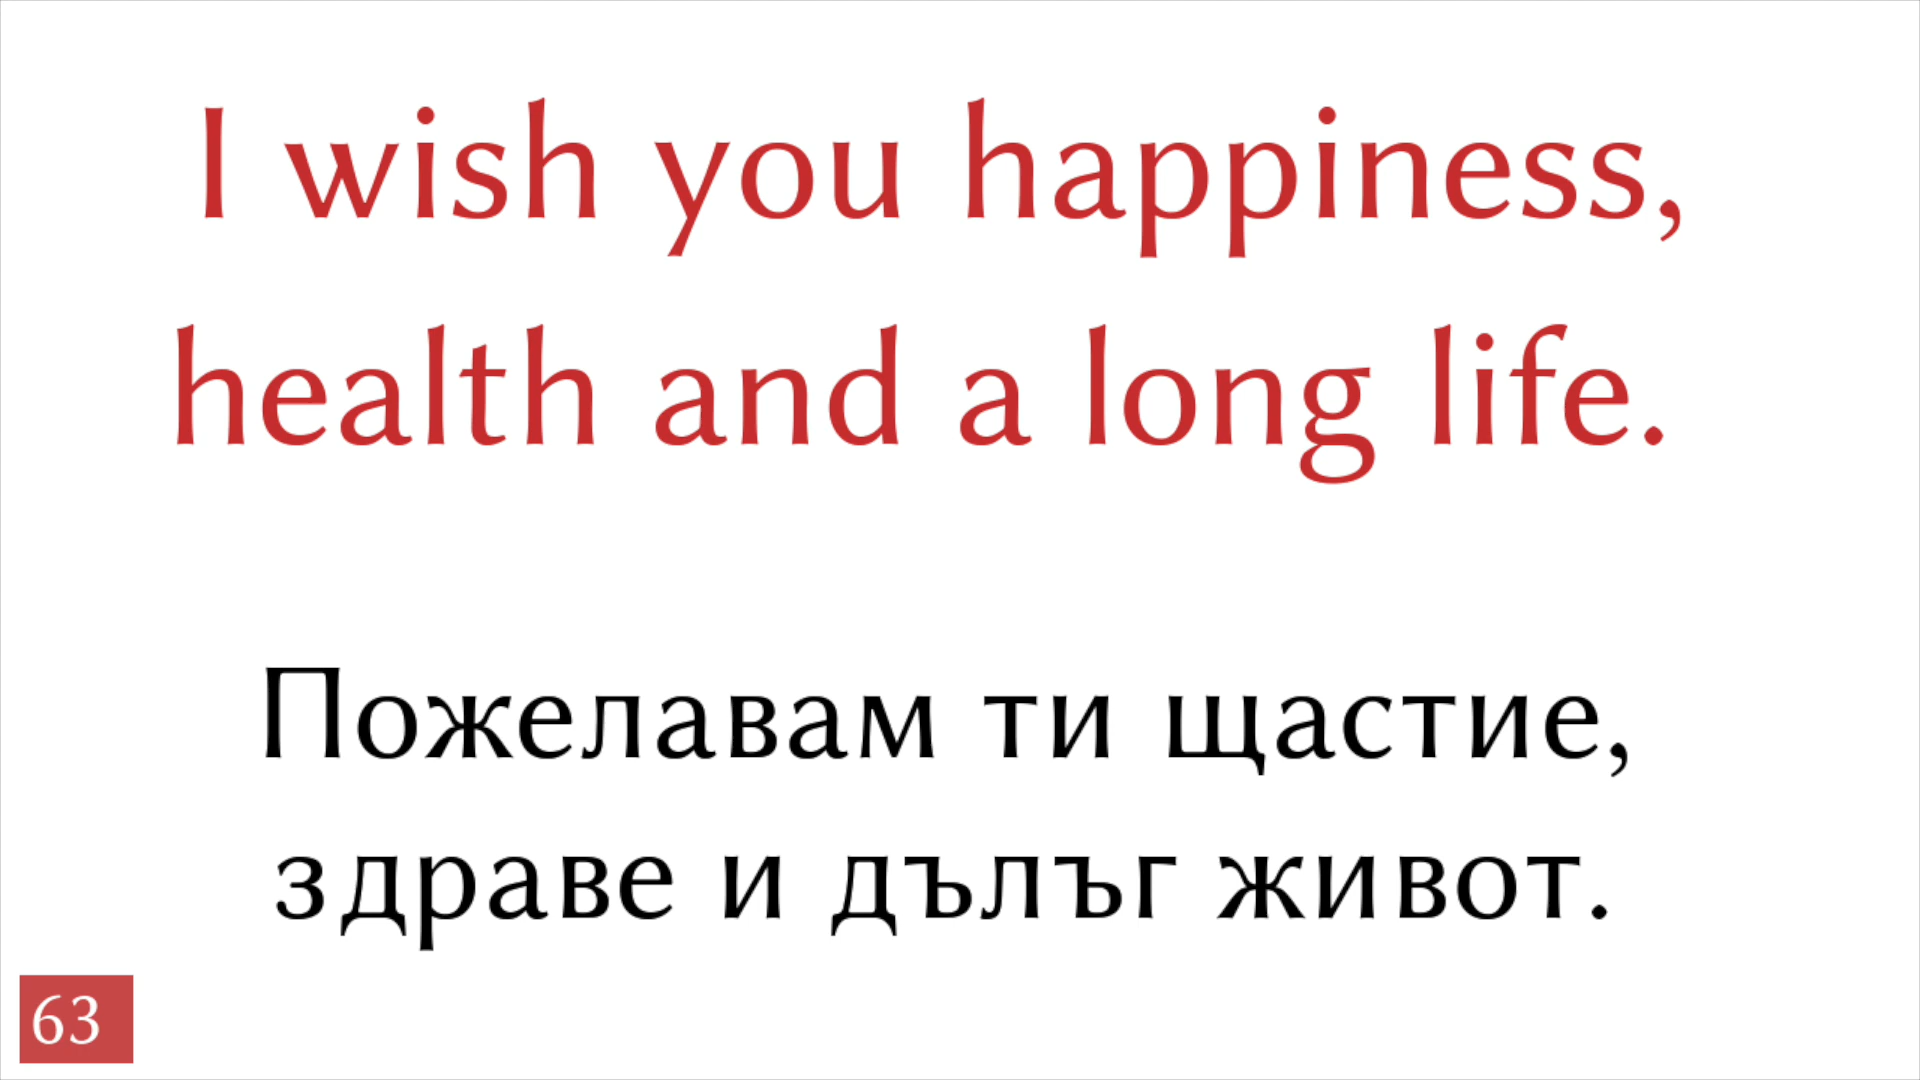 I wish you happiness,
health and a long life.
Пожелавам ти щастие,
здраве и дълъг живот.
63